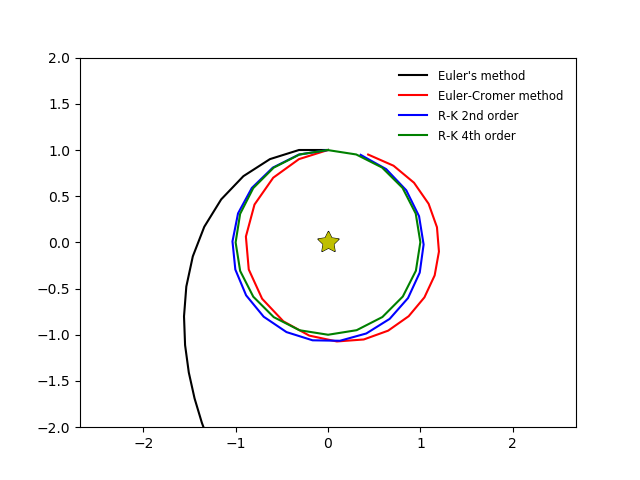 2.0
1.5
1.0
0.5
0.0
−0.5
−1.0
−1.5
−2.0
−2 −1 0 1 2
Euler's method
Euler-Cromer method
R-K 2nd order
R-K 4th order